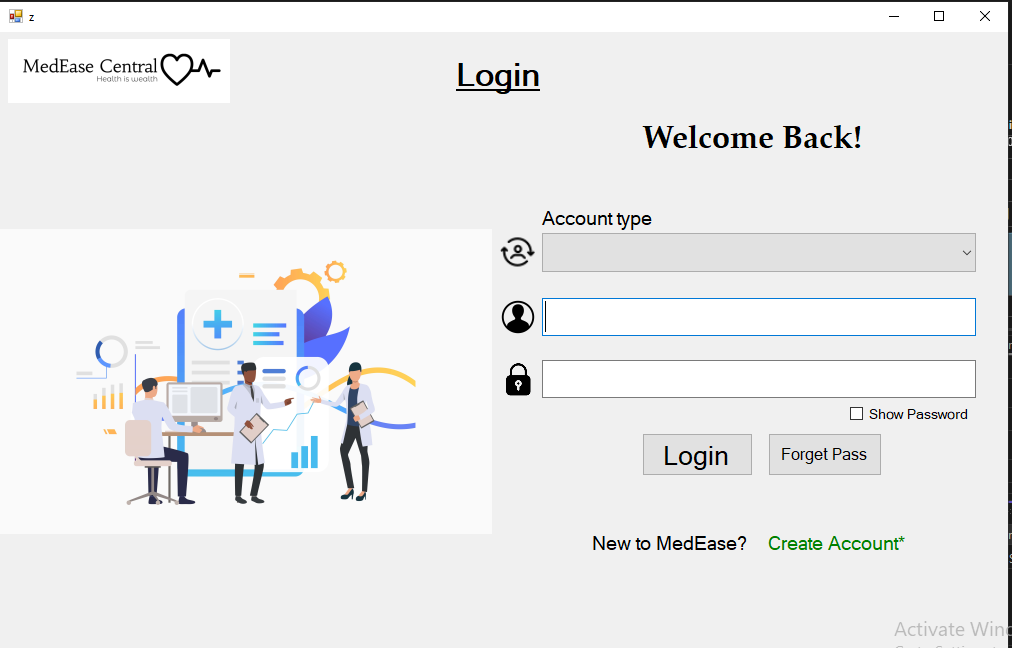 z
MedEase Central
Health is wealth
Login
Welcome Back!
Account type
Show Password
Login
Forget Pass
New to MedEase? Create Account*
Activate Win